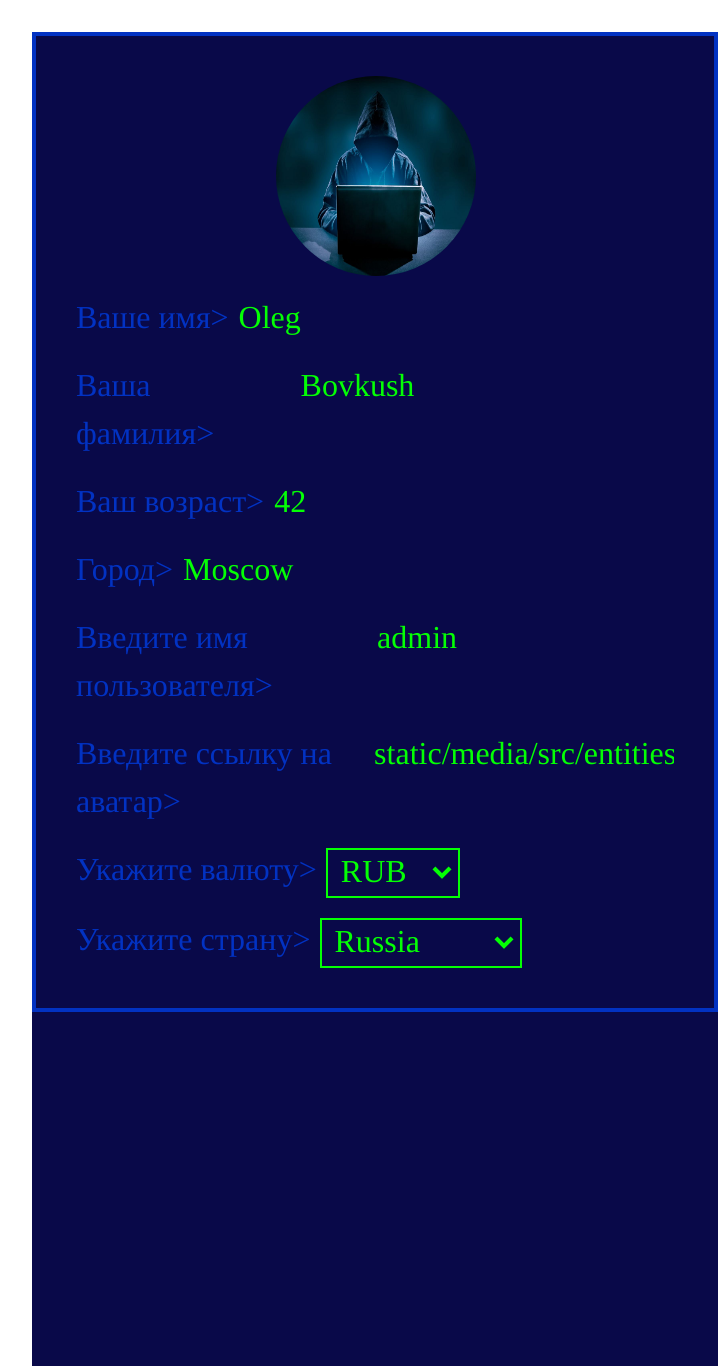 Ваше имя> Oleg
Ваша Bovkush
фамилия>
Ваш возраст> 42
Город> Moscow
Введите имя admin
пользователя>
Введите ссылку на static/media/src/entities
аватар>
Укажите валюту> RUB
Укажите страну> Russia